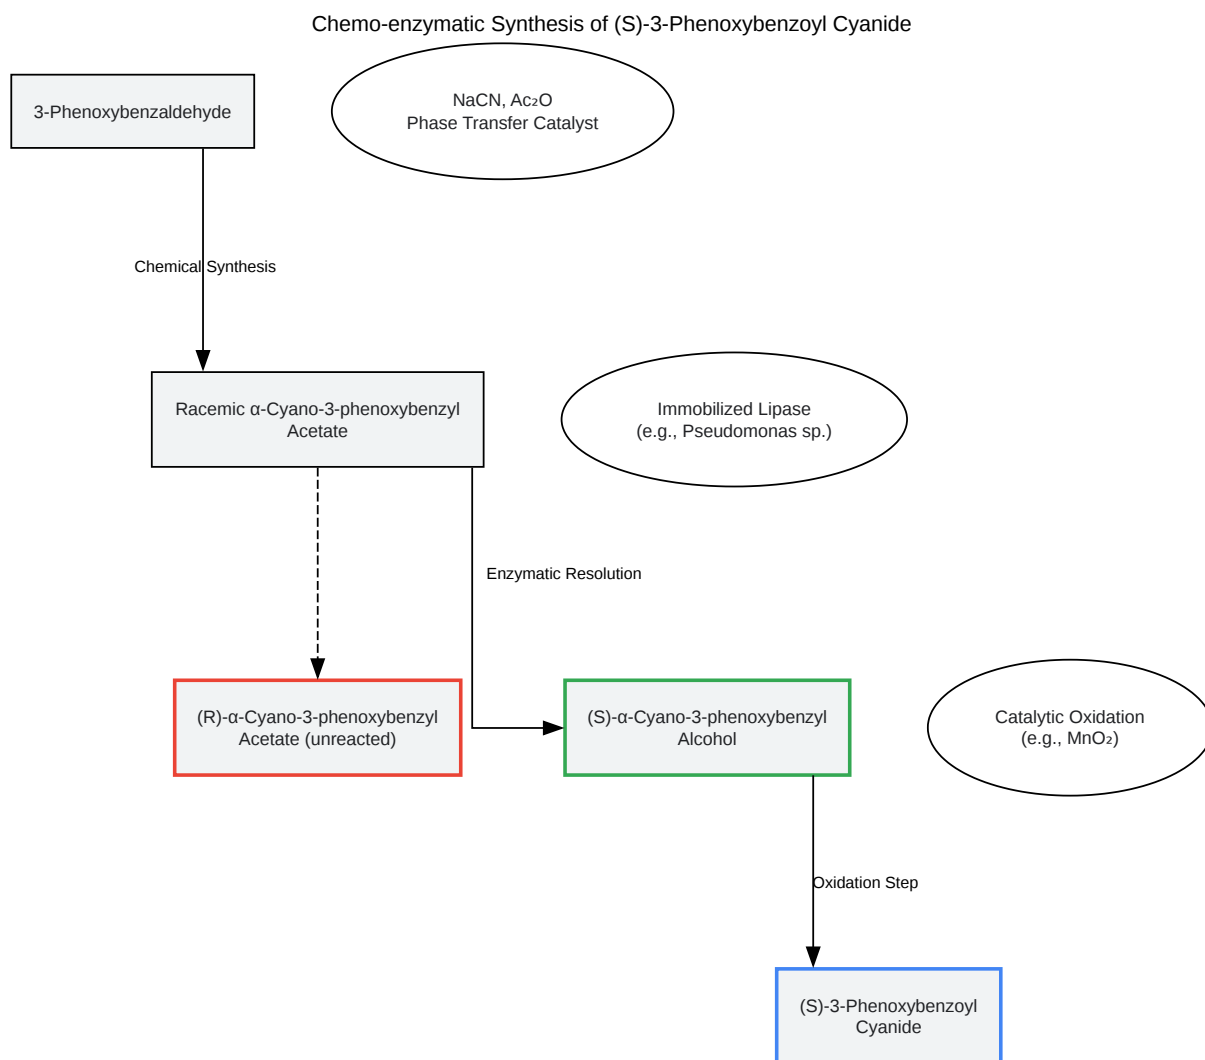 Chemo-enzymatic Synthesis of (S)-3-Phenoxybenzoyl Cyanide
3-Phenoxybenzaldehyde
NaCN, Ac₂O
Phase Transfer Catalyst
Chemical Synthesis
Racemic α-Cyano-3-phenoxybenzyl
Acetate
Immobilized Lipase
(e.g., Pseudomonas sp.)
Enzymatic Resolution
(R)-α-Cyano-3-phenoxybenzyl
Acetate (unreacted)
(S)-α-Cyano-3-phenoxybenzyl
Alcohol
Catalytic Oxidation
(e.g., MnO₂)
Oxidation Step
(S)-3-Phenoxybenzoyl
Cyanide